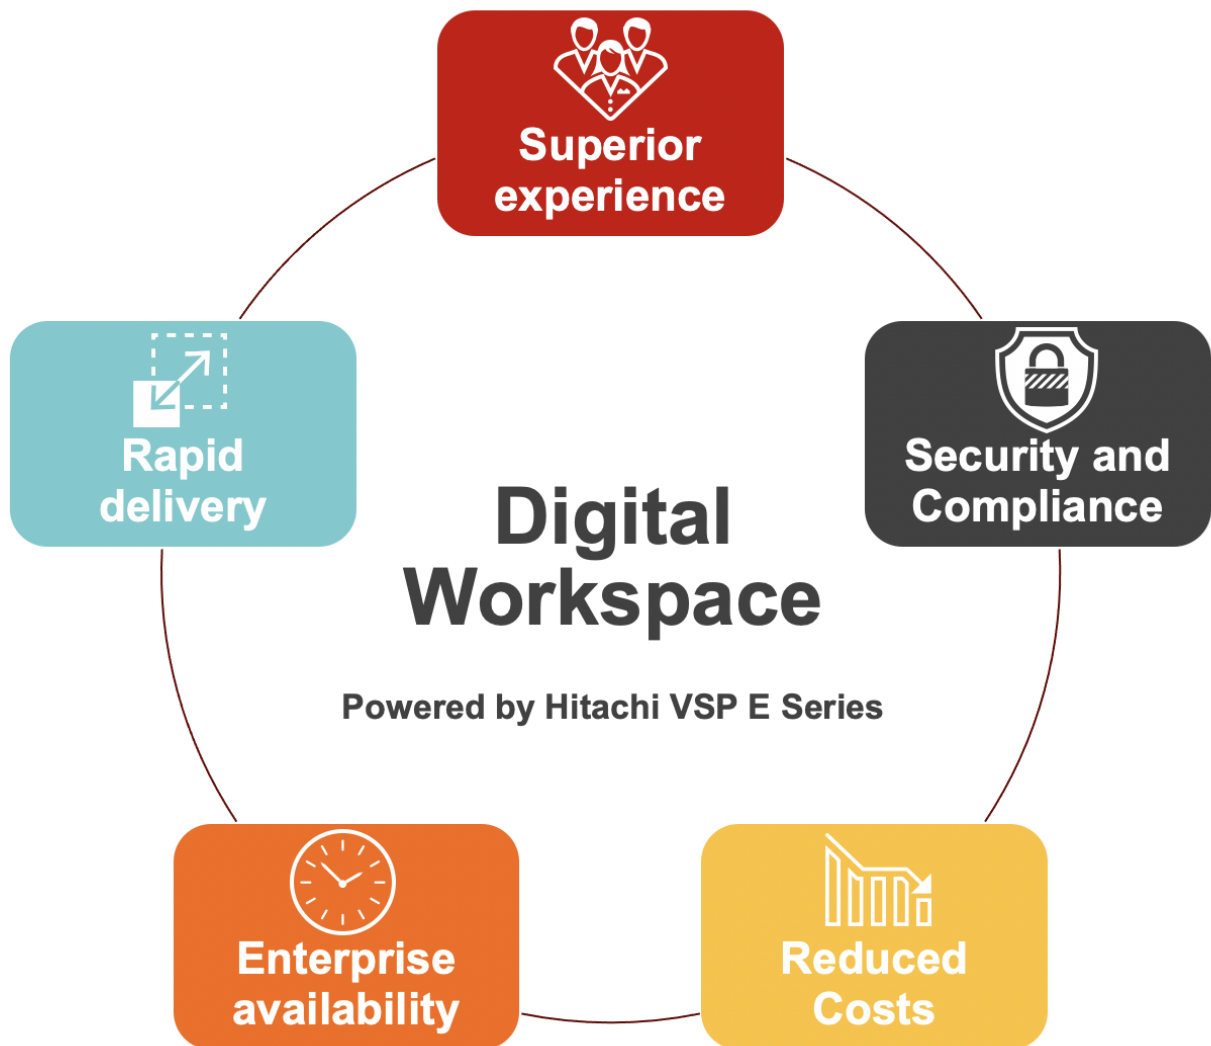 Superior
experience
Rapid
delivery
Security and
Compliance
Digital
Workspace
Powered by Hitachi VSP E Series
Enterprise
availability
Reduced
Costs